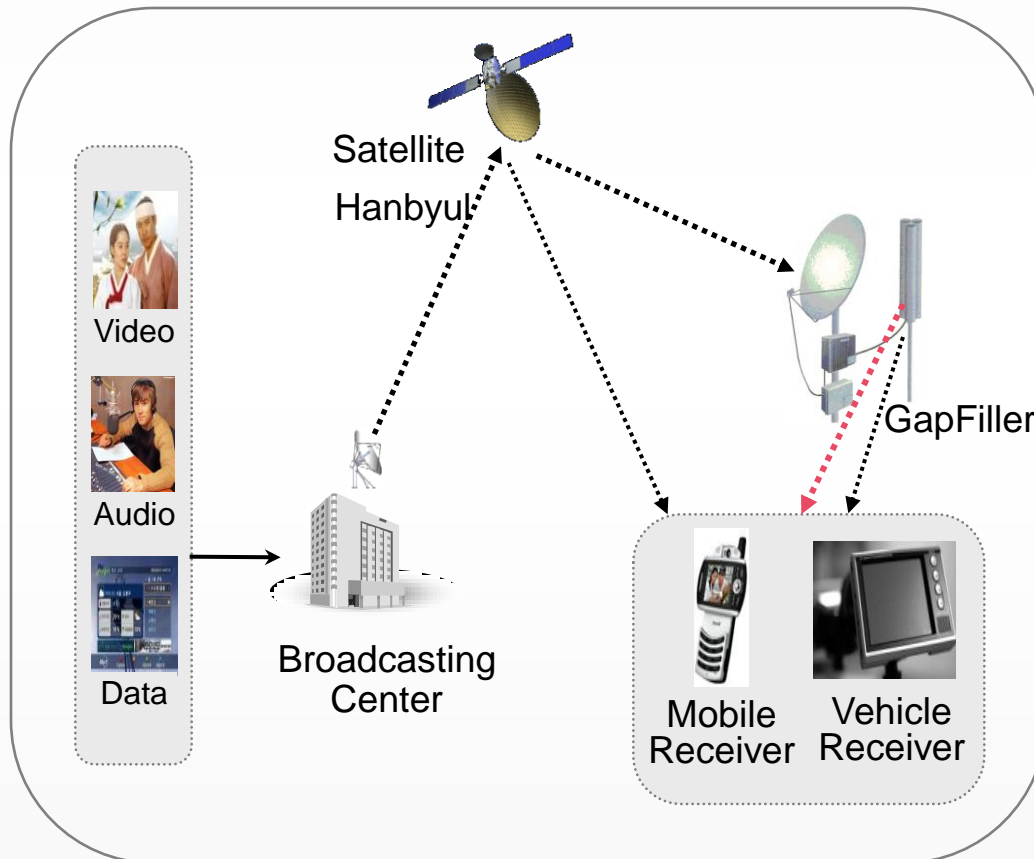 Satellite
Hanbyul
Video
Audio
Data
Broadcasting
Center
GapFiller
Mobile
Receiver
Vehicle
Receiver